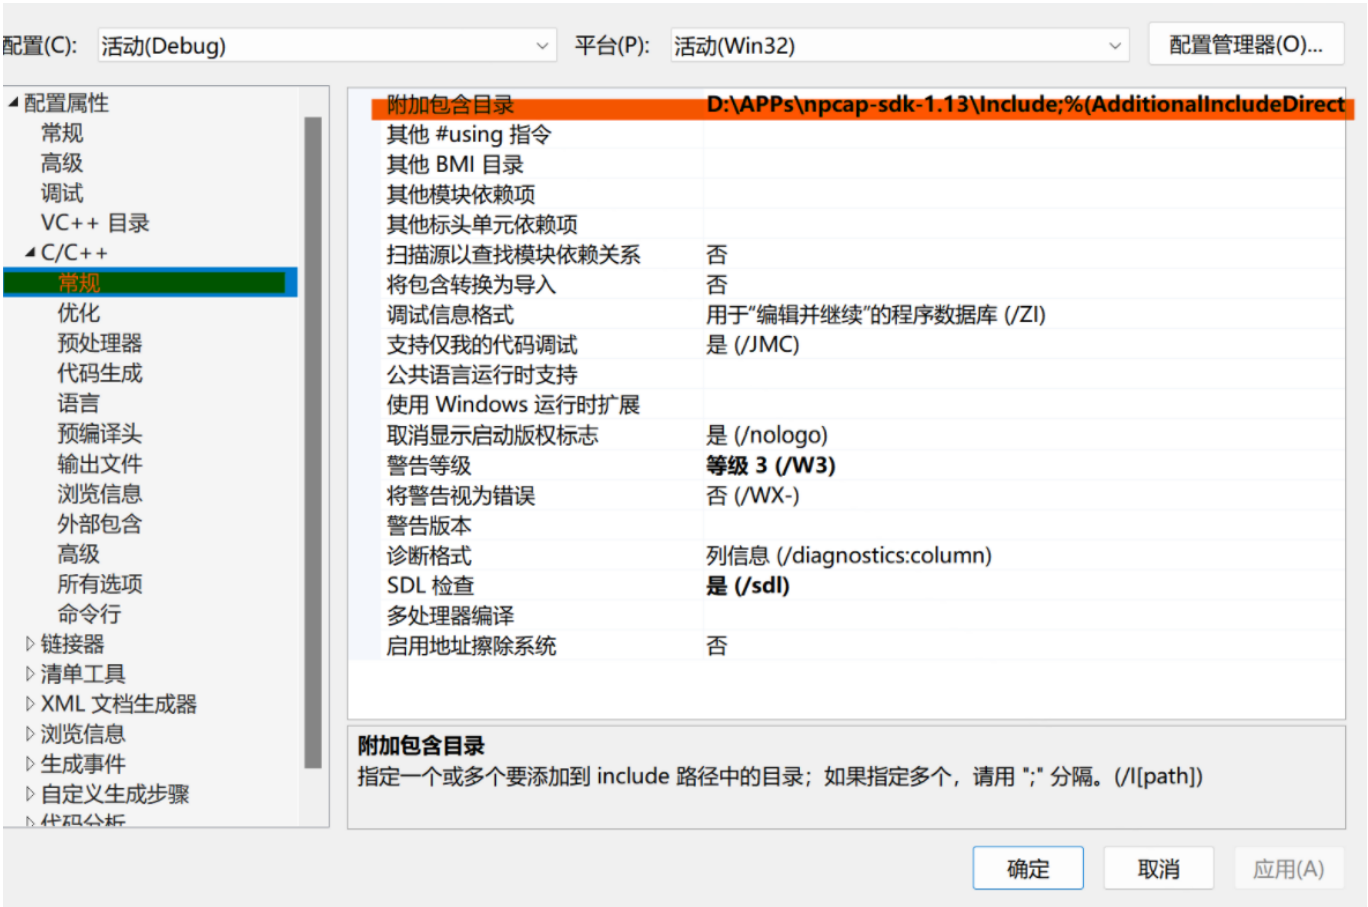 配置(C): 活动(Debug) 平台(P): 活动(Win32) 配置管理器(O)...
配置属性
常规
高级
调试
VC++ 目录
C/C++
常规
优化
预处理器
代码生成
语言
预编译头
输出文件
浏览信息
外部包含
高级
所有选项
命令行
链接器
清单工具
XML 文档生成器
浏览信息
生成事件
自定义生成步骤
代码分析
附加包含目录 D:\APPs\npcap-sdk-1.13\Include;%(AdditionalIncludeDirect
其他 #using 指令
其他 BMI 目录
其他模块依赖项
其他标头单元依赖项
扫描源以查找模块依赖关系 否
将包含转换为导入 否
调试信息格式 用于“编辑并继续”的程序数据库 (/ZI)
支持仅我的代码调试 是 (/JMC)
公共语言运行时支持
使用 Windows 运行时扩展
取消显示启动版权标志 是 (/nologo)
警告等级 等级 3 (/W3)
将警告视为错误 否 (/WX-)
警告版本
诊断格式 列信息 (/diagnostics:column)
SDL 检查 是 (/sdl)
多处理器编译
启用地址擦除系统 否
附加包含目录
指定一个或多个要添加到 include 路径中的目录；如果指定多个，请用 ";" 分隔。(/I[path])
确定 取消 应用(A)